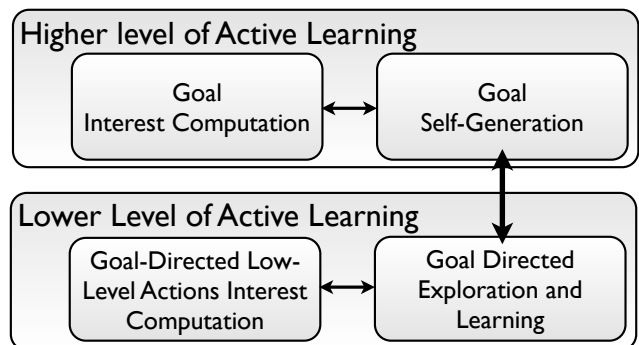 Higher level of Active Learning
Goal
Interest Computation
Goal
Self-Generation
Lower Level of Active Learning
Goal-Directed Low-
Level Actions Interest
Computation
Goal Directed
Exploration and
Learning